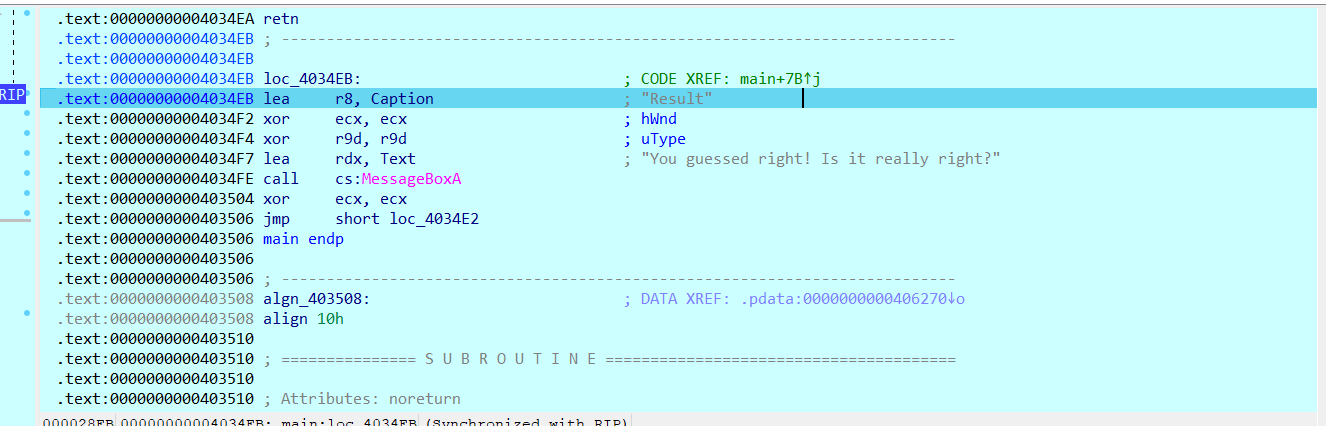 .text:00000000004034EA retn
.text:00000000004034EB ; ---------------------------------------------------------------------------
.text:00000000004034EB
.text:00000000004034EB loc_4034EB: ; CODE XREF: main+7B↑j
RIP .text:00000000004034EB lea r8, Caption ; "Result"
.text:00000000004034F2 xor ecx, ecx ; hWnd
.text:00000000004034F4 xor r9d, r9d ; uType
.text:00000000004034F7 lea rdx, Text ; "You guessed right! Is it really right?"
.text:00000000004034FE call cs:MessageBoxA
.text:0000000000403504 xor ecx, ecx
.text:0000000000403506 jmp short loc_4034E2
.text:0000000000403506 main endp
.text:0000000000403506
.text:0000000000403506 ; ---------------------------------------------------------------------------
.text:0000000000403508 algn_403508: ; DATA XREF: .pdata:0000000000406270↓o
.text:0000000000403508 align 10h
.text:0000000000403510
.text:0000000000403510 ; =============== S U B R O U T I N E =======================================
.text:0000000000403510
.text:0000000000403510 ; Attributes: noreturn
000028EB 00000000004034EB: main:loc_4034EB (Synchronized with RIP)